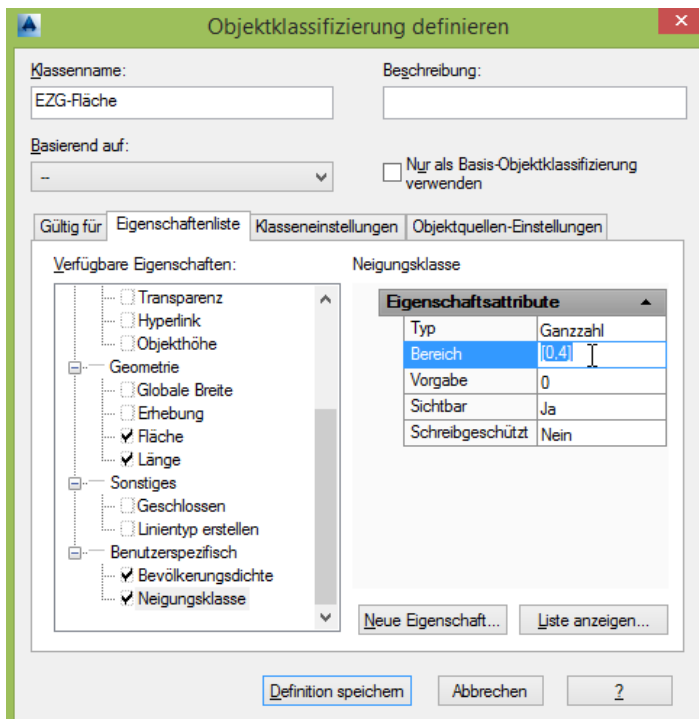 Objektklassifizierung definieren
Klassenname:
Beschreibung:
EZG-Fläche
Basierend auf:
--
Nur als Basis-Objektklassifizierung
verwenden
Gültig für
Eigenschaftenliste
Klasseneinstellungen
Objektquellen-Einstellungen
Verfügbare Eigenschaften:
Transparenz
Hyperlink
Objekthöhe
Geometrie
Globale Breite
Erhebung
Fläche
Länge
Sonstiges
Geschlossen
Linientyp erstellen
Benutzerspezifisch
Bevölkerungsdichte
Neigungsklasse
Neigungsklasse
Eigenschaftsattribute
Typ Ganzzahl
Bereich [0,4]
Vorgabe 0
Sichtbar Ja
Schreibgeschützt Nein
Neue Eigenschaft...
Liste anzeigen...
Definition speichern
Abbrechen
?